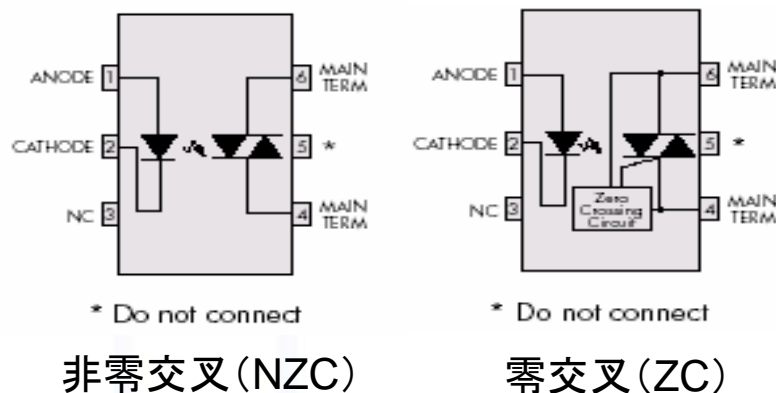 ANODE 1
6 MAIN TERM
CATHODE 2
5 *
NC 3
4 MAIN TERM
* Do not connect
非零交叉(NZC)
ANODE 1
6 MAIN TERM
CATHODE 2
5 *
NC 3
Zero
Crossing
Circuit
4 MAIN TERM
* Do not connect
零交叉(ZC)